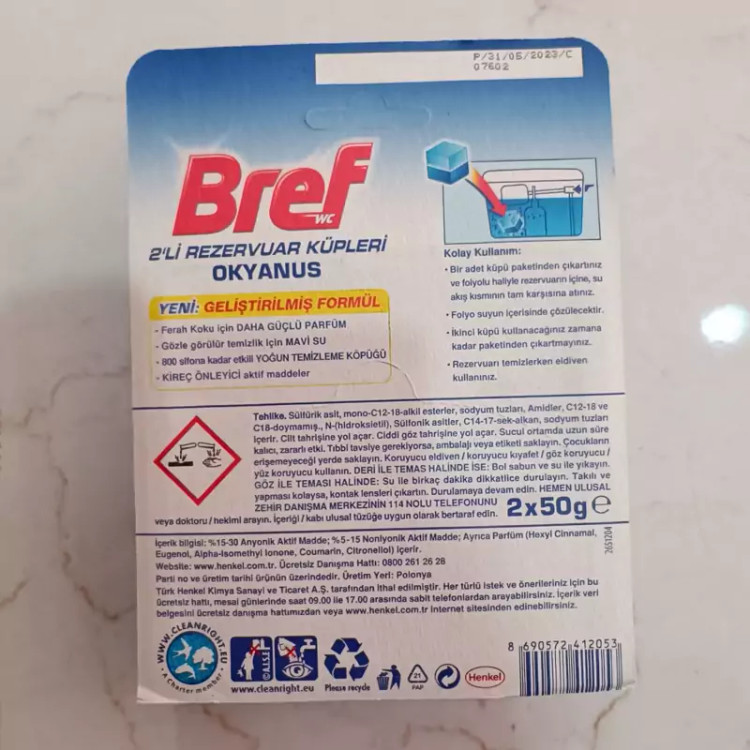 P/31/05/2023/C
07602
Bref
WC
2'Lİ REZERVUAR KÜPLERİ
OKYANUS
YENİ: GELİŞTİRİLMİŞ FORMÜL
- Ferah Koku için DAHA GÜÇLÜ PARFÜM
- Gözle görülür temizlik için MAVİ SU
- 800 sifona kadar etkili YOĞUN TEMİZLEME KÖPÜĞÜ
- KİREÇ ÖNLEYİCİ aktif maddeler
Kolay Kullanım:
• Bir adet küpü paketinden çıkartınız
ve folyolu haliyle rezervuarın içine, su
akış kısmının tam karşısına atınız.
• Folyo suyun içerisinde çözülecektir.
• İkinci küpü kullanacağınız zamana
kadar paketinden çıkartmayınız.
• Rezervuarı temizlerken eldiven
kullanınız.
Tehlike. Sülfürik asit, mono-C12-18-alkil esterler, sodyum tuzları, Amidler, C12-18 ve
C18-doymamış., N-(hidroksietil), Sülfonik asitler, C14-17-sek-alkan, sodyum tuzları
içerir. Cilt tahrişine yol açar. Ciddi göz tahrişine yol açar. Sucul ortamda uzun süre
kalıcı, zararlı etki. Tıbbi tavsiye gerekiyorsa, ambalajı veya etiketi saklayın. Çocukların
erişemeyeceği yerde saklayın. Koruyucu eldiven / koruyucu kıyafet / göz koruyucu /
yüz koruyucu kullanın. DERİ İLE TEMAS HALİNDE İSE: Bol sabun ve su ile yıkayın.
GÖZ İLE TEMASI HALİNDE: Su ile birkaç dakika dikkatlice durulayın. Takılı ve
yapması kolaysa, kontak lensleri çıkartın. Durulamaya devam edin. HEMEN ULUSAL
ZEHİR DANIŞMA MERKEZİNİN 114 NOLU TELEFONUNU
veya doktoru / hekimi arayın. İçeriği / kabı ulusal tüzüğe uygun olarak bertaraf edin.
2x50g e
İçerik bilgisi: %15-30 Anyonik Aktif Madde; %5-15 Noniyonik Aktif Madde; Ayrıca Parfüm (Hexyl Cinnamal,
Eugenol, Alpha-Isomethyl Ionone, Coumarin, Citronellol) içerir.
Website: www.henkel.com.tr Ücretsiz Danışma Hattı: 0800 261 26 28
Parti no ve üretim tarihi ürünün üzerindedir. Üretim Yeri: Polonya
Türk Henkel Kimya Sanayi ve Ticaret A.Ş. tarafından ithal edilmiştir. Her türlü istek ve önerileriniz için bu
ücretsiz hattı, mesai günlerinde saat 09.00 ile 17.00 arasında sabit telefonlardan arayabilirsiniz. İçerik veri
belgesini ücretsiz danışma hattımızdan veya www.henkel.com.tr internet sitesinden edinebilirsiniz.
2651204
WWW.CLEANRIGHT.EU
A Charter member
©A.I.S.E.
www.cleanright.eu
Please recycle
21
PAP
Henkel
8 690572 412053